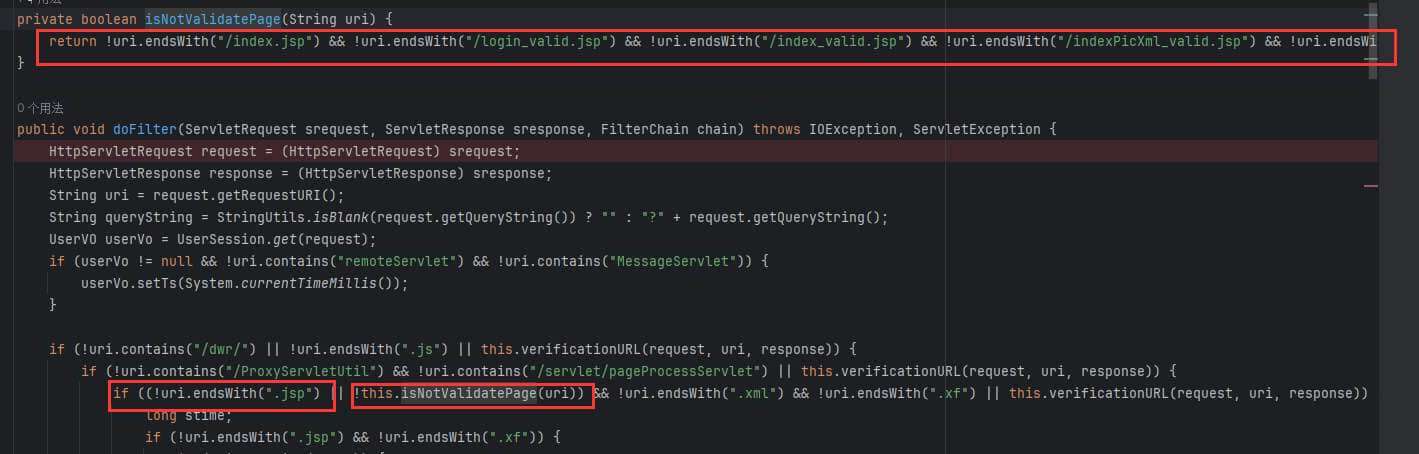 private boolean isNotValidatePage(String uri) {
return !uri.endsWith("/index.jsp") && !uri.endsWith("/login_valid.jsp") && !uri.endsWith("/index_valid.jsp") && !uri.endsWith("/indexPicXml_valid.jsp") && !uri.endsWi
}
0 个用法
public void doFilter(ServletRequest srequest, ServletResponse sresponse, FilterChain chain) throws IOException, ServletException {
HttpServletRequest request = (HttpServletRequest) srequest;
HttpServletResponse response = (HttpServletResponse) sresponse;
String uri = request.getRequestURI();
String queryString = StringUtils.isBlank(request.getQueryString()) ? "" : "?" + request.getQueryString();
UserVO userVo = UserSession.get(request);
if (userVo != null && !uri.contains("remoteServlet") && !uri.contains("MessageServlet")) {
userVo.setTs(System.currentTimeMillis());
}
if (!uri.contains("/dwr/") || !uri.endsWith(".js") || this.verificationURL(request, uri, response)) {
if (!uri.contains("/ProxyServletUtil") && !uri.contains("/servlet/pageProcessServlet") || this.verificationURL(request, uri, response)) {
if ((!uri.endsWith(".jsp") || !this.isNotValidatePage(uri)) && !uri.endsWith(".xml") && !uri.endsWith(".xf") || this.verificationURL(request, uri, response))
long stime;
if (!uri.endsWith(".jsp") && !uri.endsWith(".xf")) {